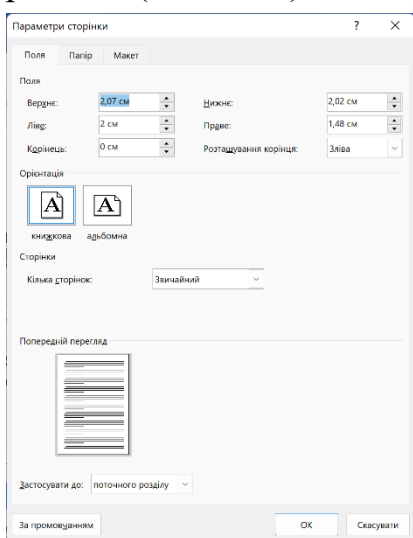 Параметри сторінки ? ×
Поля Папір Макет
Поля
Верхнє: 2,07 см Нижнє: 2,02 см
Ліве: 2 см Праве: 1,48 см
Корінець: 0 см Розташування корінця: Зліва
Орієнтація
A A
книжкова альбомна
Сторінки
Кілька сторінок: Звичайний
Попередній перегляд
Застосувати до: поточного розділу
За промовчанням ОК Скасувати